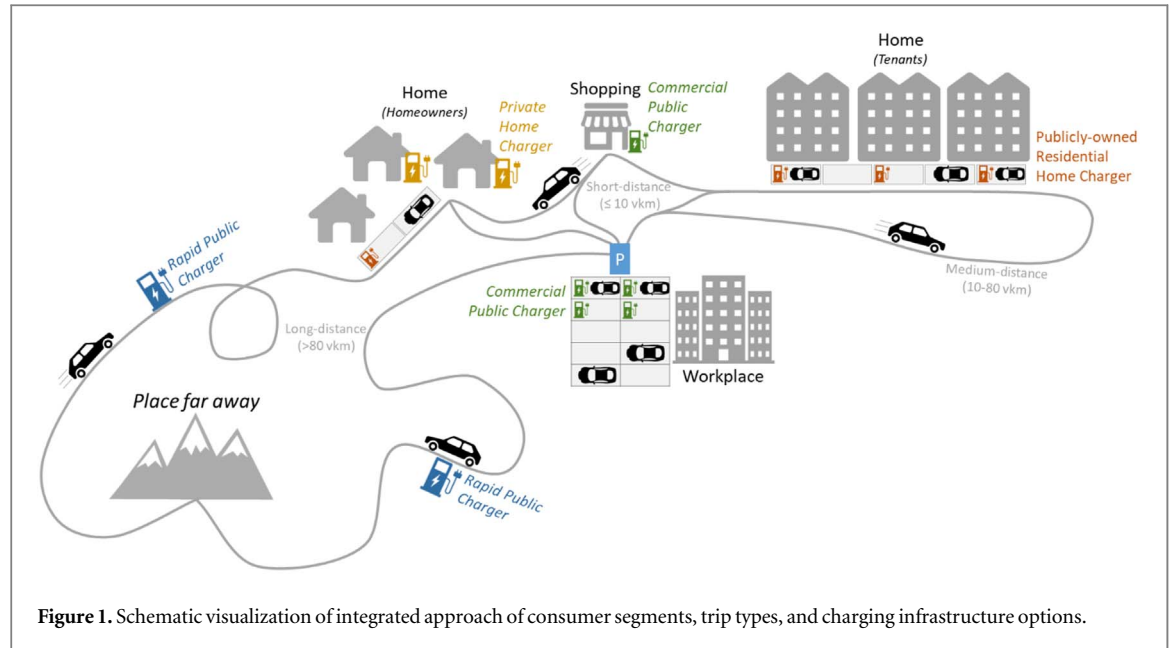 Home
(Tenants)
Home
(Homeowners)
Private
Home
Charger
Shopping
Commercial
Public
Charger
Publicly-owned
Residential
Home Charger
Short-distance
(≤ 10 vkm)
Rapid Public
Charger
P
Medium-distance
(10-80 vkm)
Commercial
Public Charger
Long-distance
(>80 vkm)
Workplace
Place far away
Rapid Public
Charger
Figure 1. Schematic visualization of integrated approach of consumer segments, trip types, and charging infrastructure options.